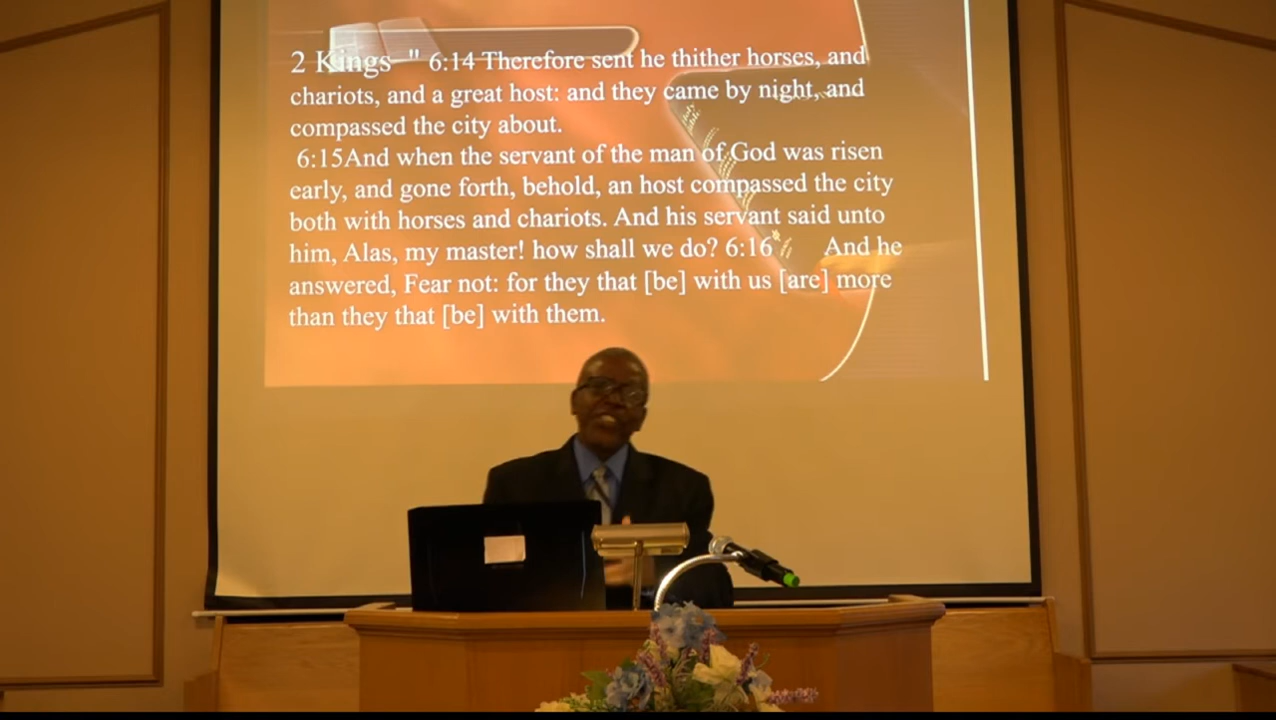 2 Kings " 6:14 Therefore sent he thither horses, and
chariots, and a great host: and they came by night, and
compassed the city about.
6:15And when the servant of the man of God was risen
early, and gone forth, behold, an host compassed the city
both with horses and chariots. And his servant said unto
him, Alas, my master! how shall we do? 6:16 And he
answered, Fear not: for they that [be] with us [are] more
than they that [be] with them.